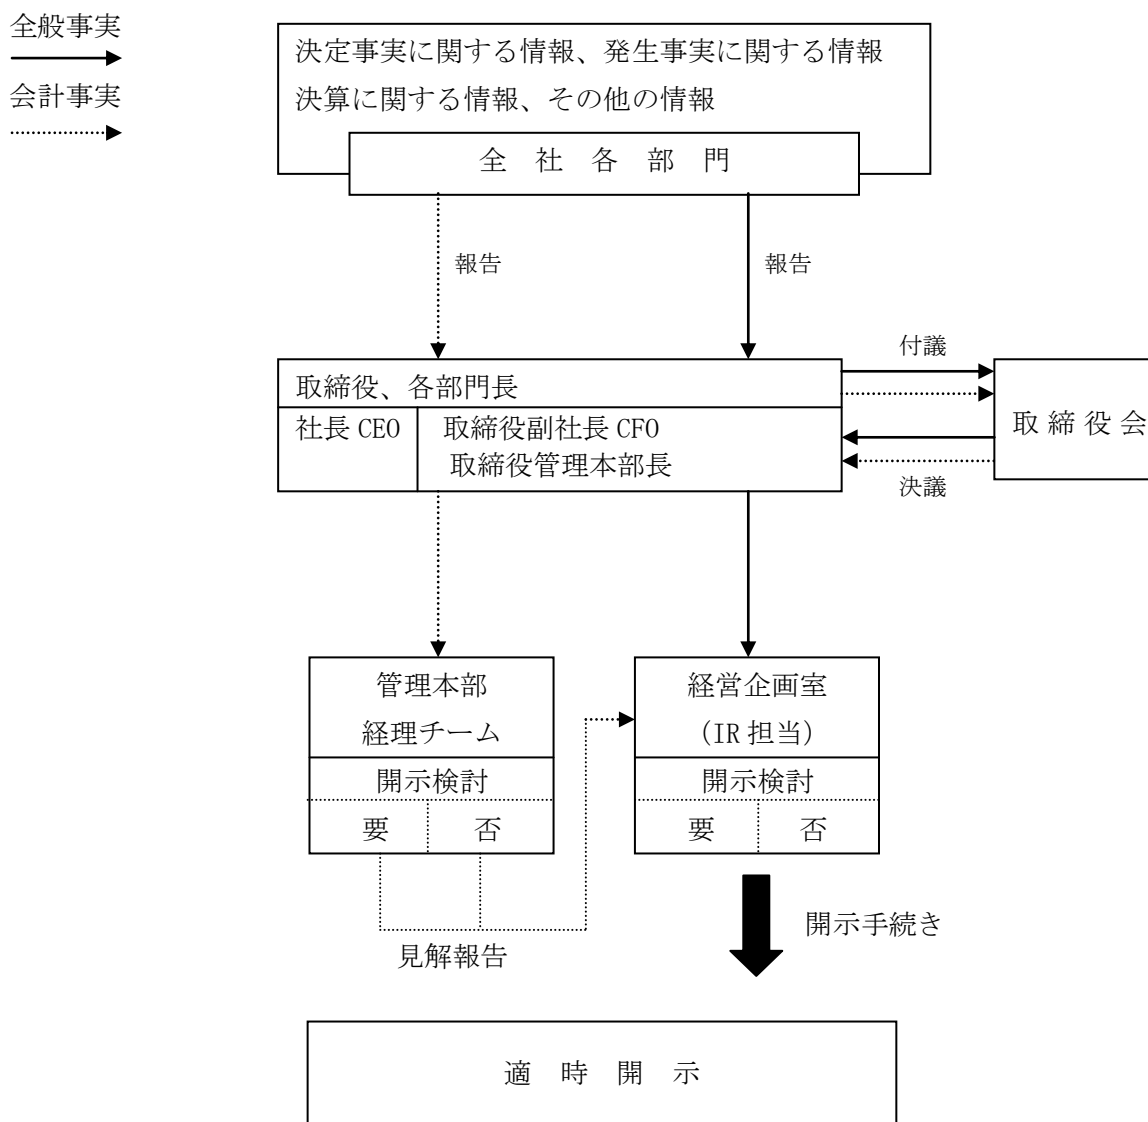 全般事実
会計事実
決定事実に関する情報、発生事実に関する情報
決算に関する情報、その他の情報
全社各部門
報告
報告
付議
取締役、各部門長
社長 CEO
取締役副社長 CFO
取締役管理本部長
取締役会
決議
管理本部
経理チーム
開示検討
要
否
経営企画室
(IR 担当)
開示検討
要
否
見解報告
開示手続き
適時開示